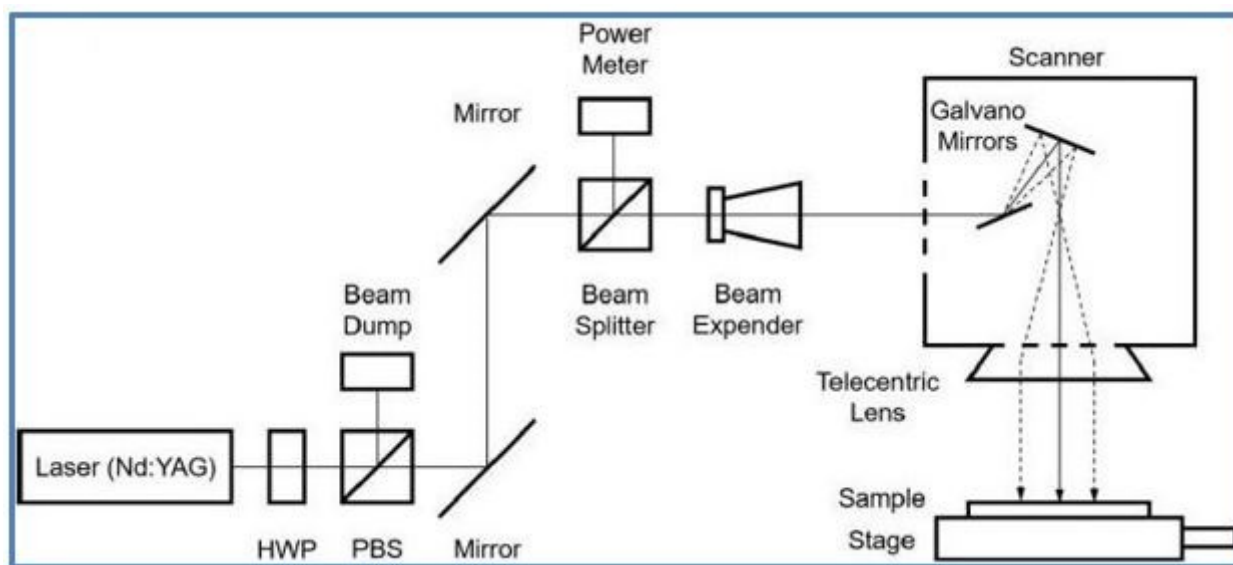 Power
Meter
Scanner
Mirror
Galvano
Mirrors
Beam
Dump
Beam
Splitter
Beam
Expender
Telecentric
Lens
Laser (Nd:YAG)
Sample
HWP
PBS
Mirror
Stage